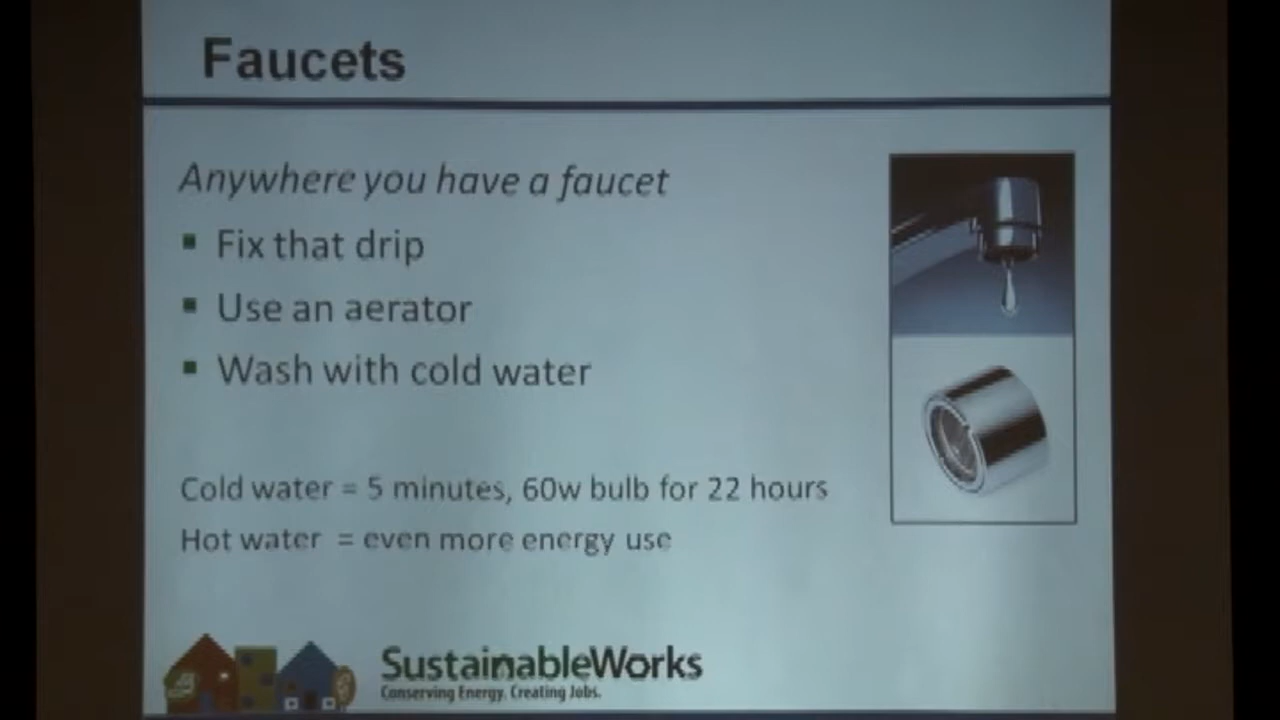 Faucets
Anywhere you have a faucet
Fix that drip
Use an aerator
Wash with cold water
Cold water = 5 minutes, 60w bulb for 22 hours
Hot water = even more energy use
SustainableWorks
Conserving Energy. Creating Jobs.